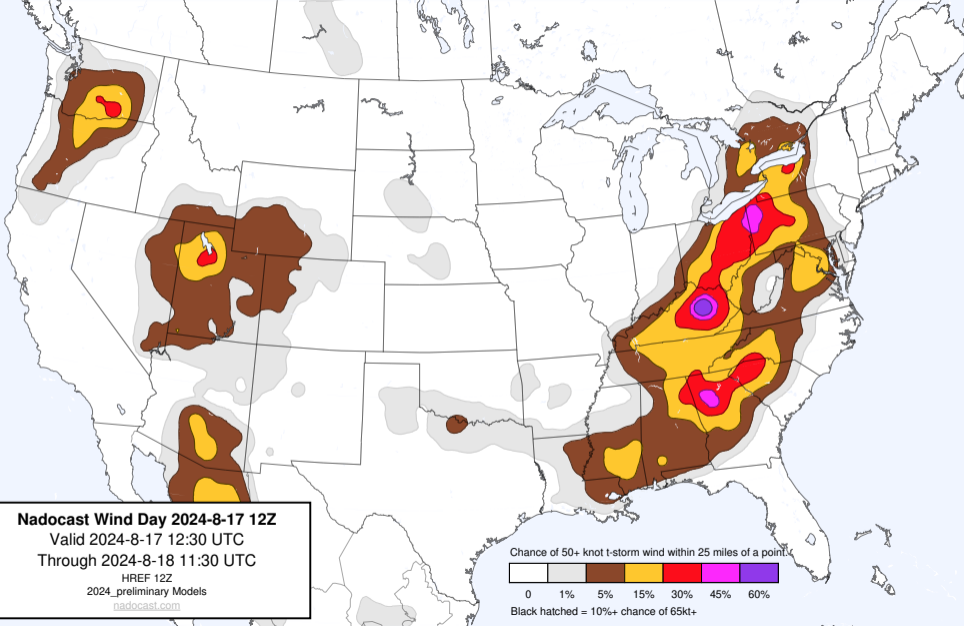 Nadocast Wind Day 2024-8-17 12Z
Valid 2024-8-17 12:30 UTC
Through 2024-8-18 11:30 UTC
HREF 12Z
2024_preliminary Models
nadocast.com
Chance of 50+ knot t-storm wind within 25 miles of a point.
0 1% 5% 15% 30% 45% 60%
Black hatched = 10%+ chance of 65kt+